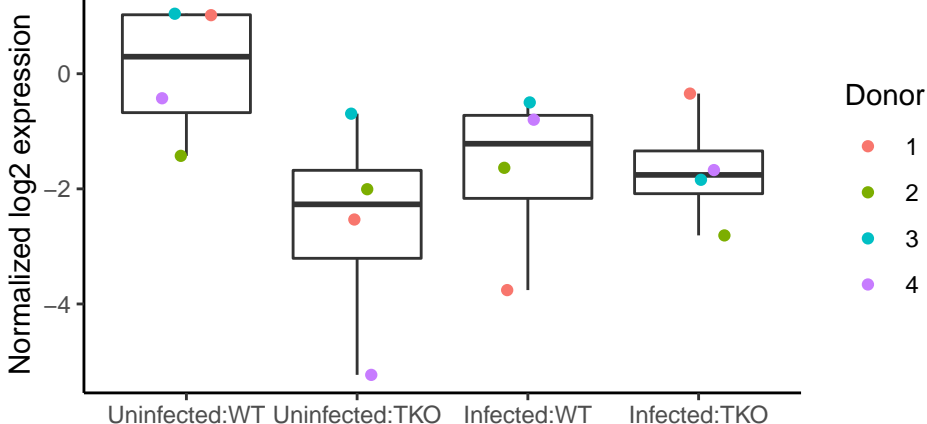 Normalized log2 expression
0
−2
−4
Uninfected:WT Uninfected:TKO Infected:WT Infected:TKO
Donor
1
2
3
4